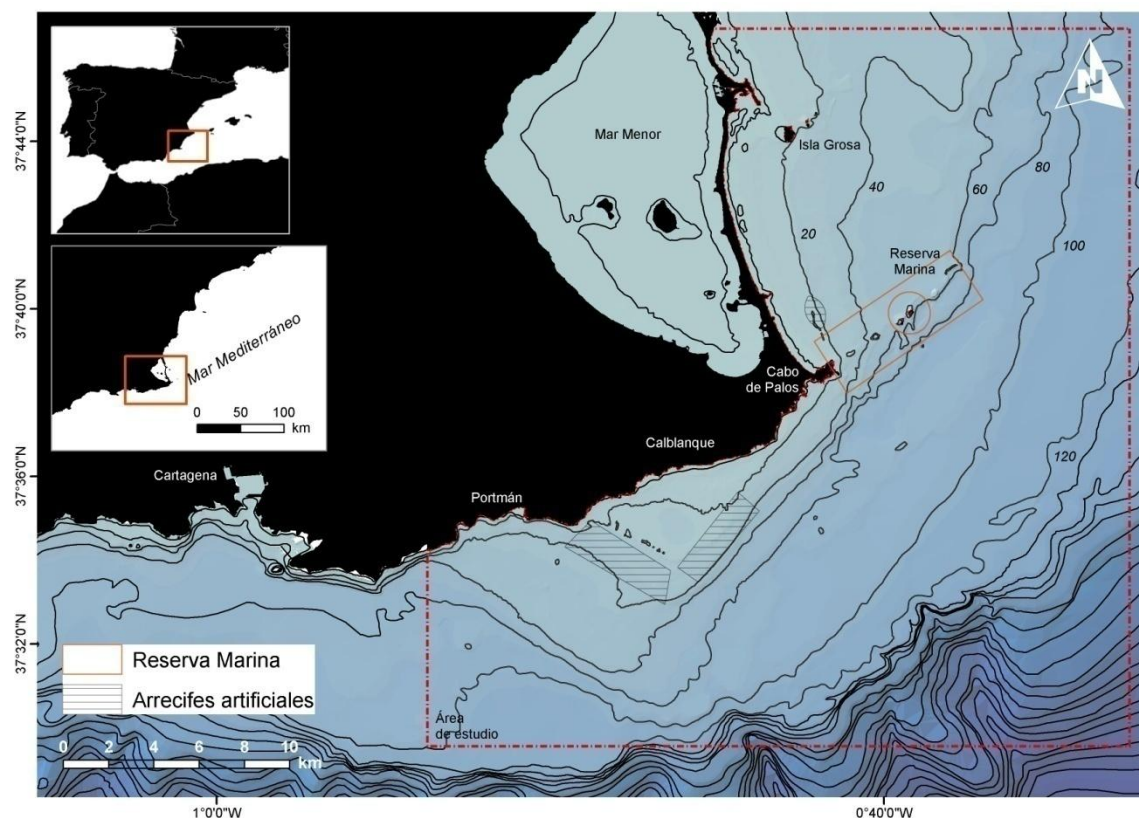 37°44'0"N
37°40'0"N
37°36'0"N
37°32'0"N
1°0'0"W
0°40'0"W
N
Mar Menor
Isla Grosa
20
40
60
80
100
120
Reserva
Marina
Cabo
de Palos
Calblanque
Portmán
Cartagena
Área
de estudio
Mar Mediterráneo
0 50 100
km
Reserva Marina
Arrecifes artificiales
0 2 4 6 8 10
km